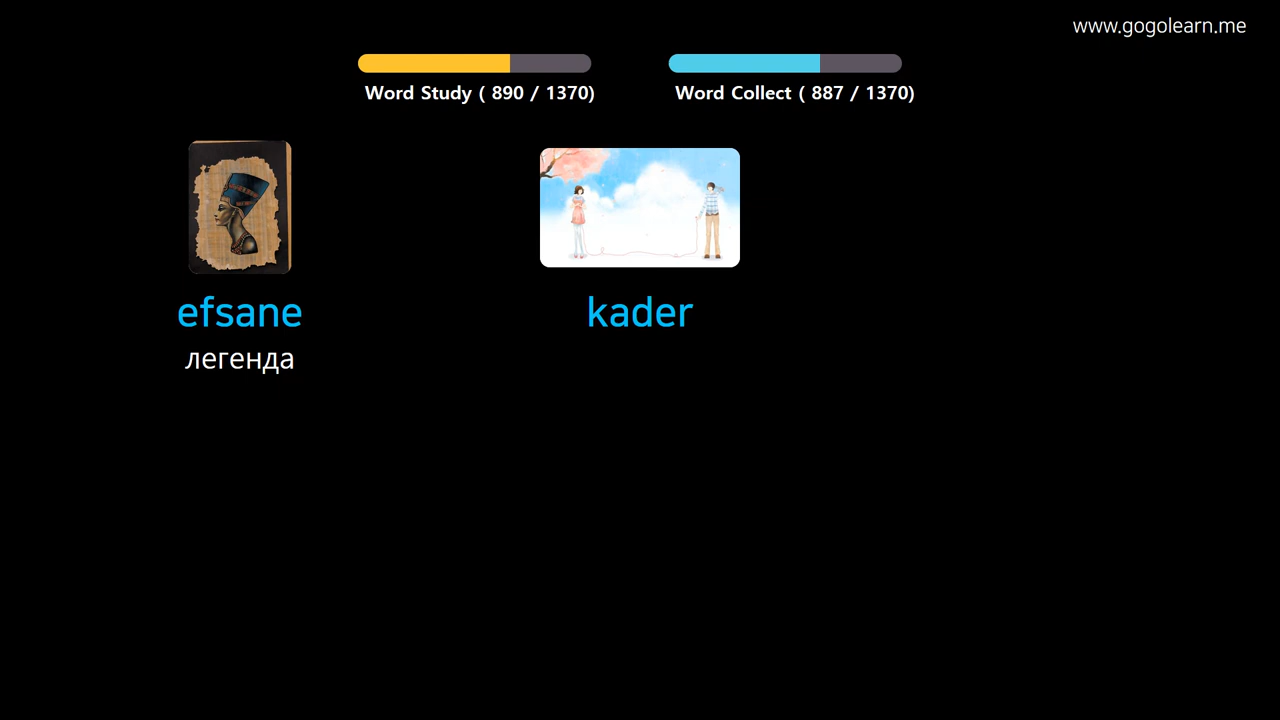 www.gogolearn.me
Word Study ( 890 / 1370)
Word Collect ( 887 / 1370)
efsane
легенда
kader